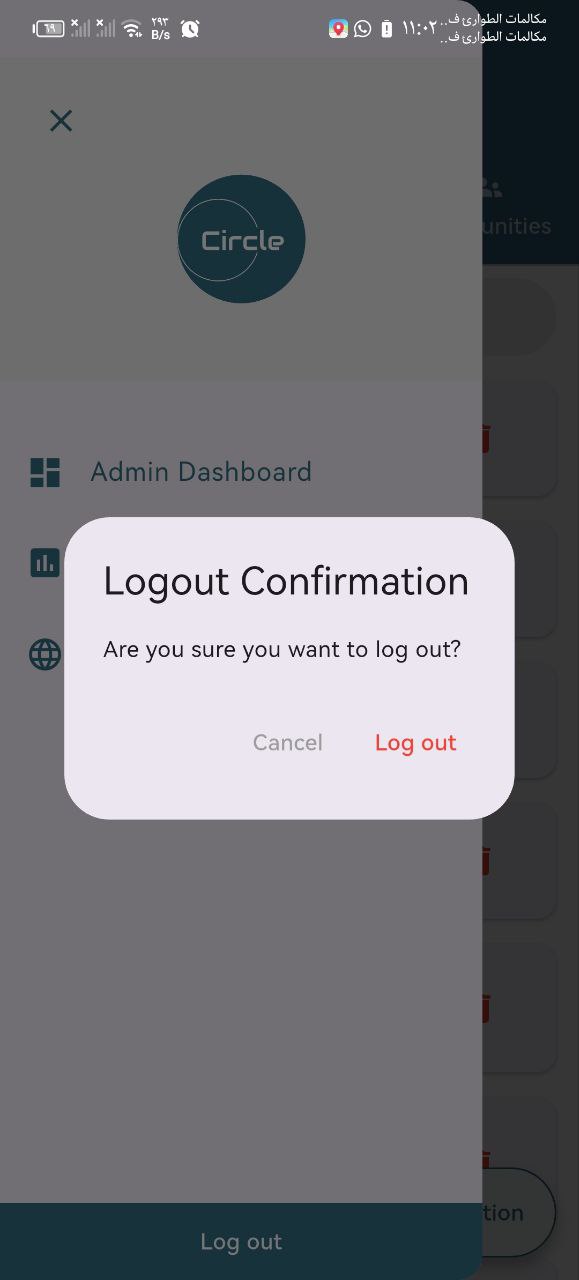 مكالمات الطوارئ ف..
مكالمات الطوارئ ف..
١١:٠٢
٢٩٣
B/s
٦٩
Circle
unities
Admin Dashboard
Logout Confirmation
Are you sure you want to log out?
Cancel
Log out
tion
Log out